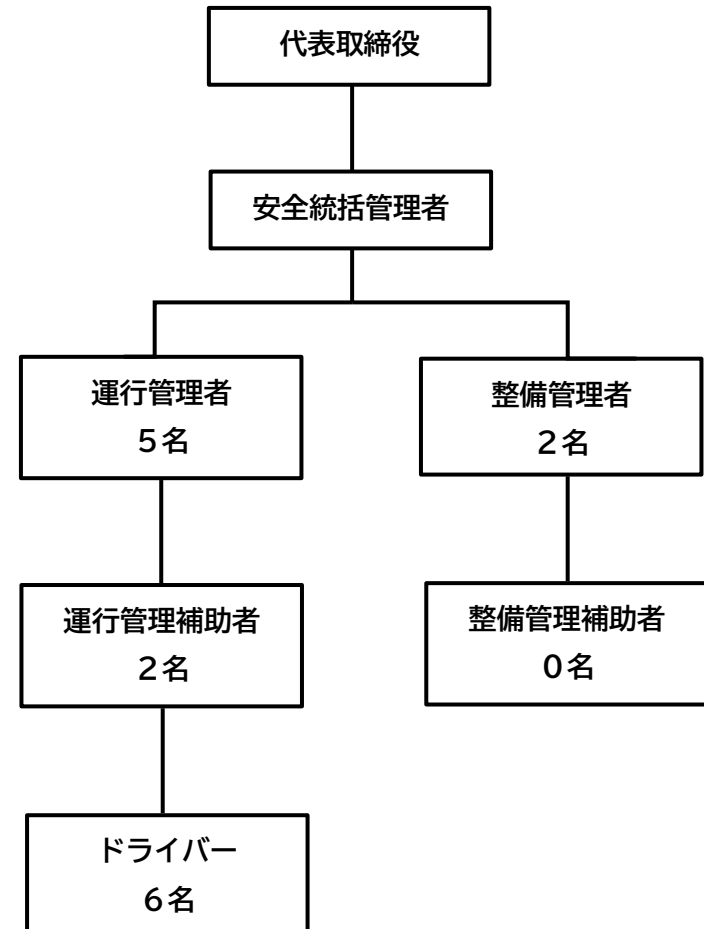 代表取締役
安全統括管理者
運行管理者
5名
整備管理者
2名
運行管理補助者
2名
整備管理補助者
0名
ドライバー
6名